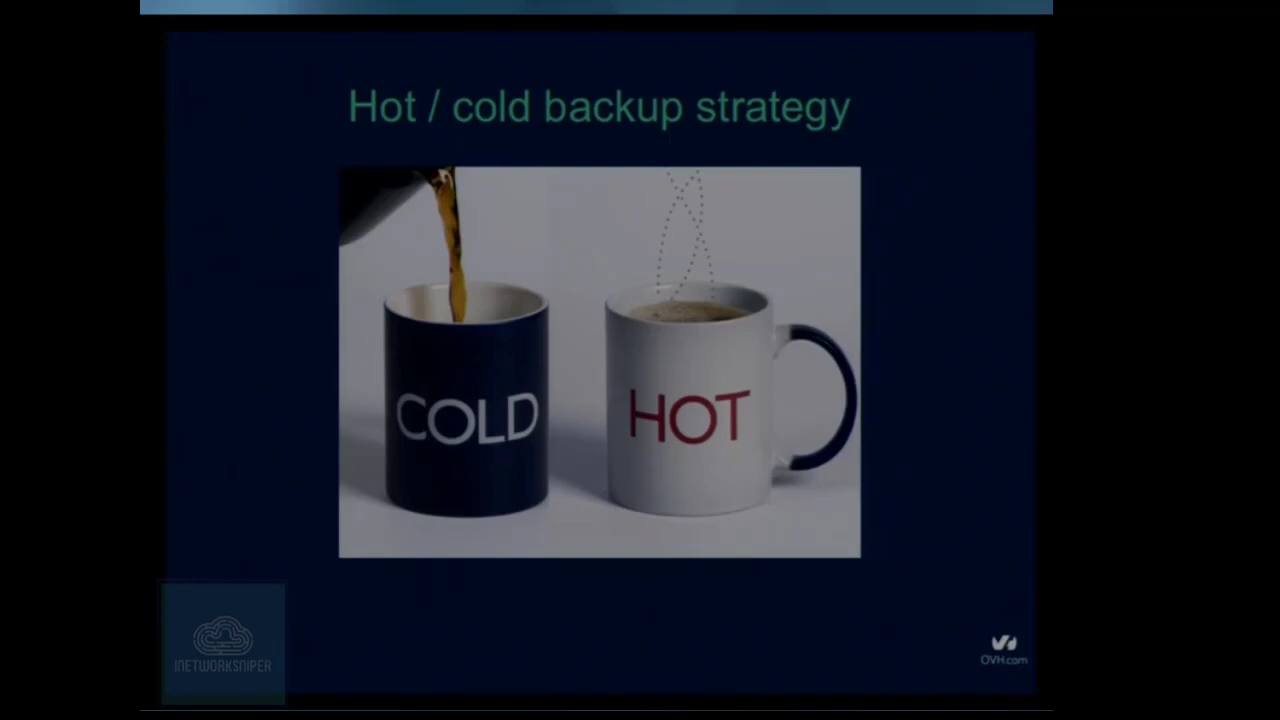 Hot / cold backup strategy
COLD
HOT
INETWORKSNIPER
OVH.com